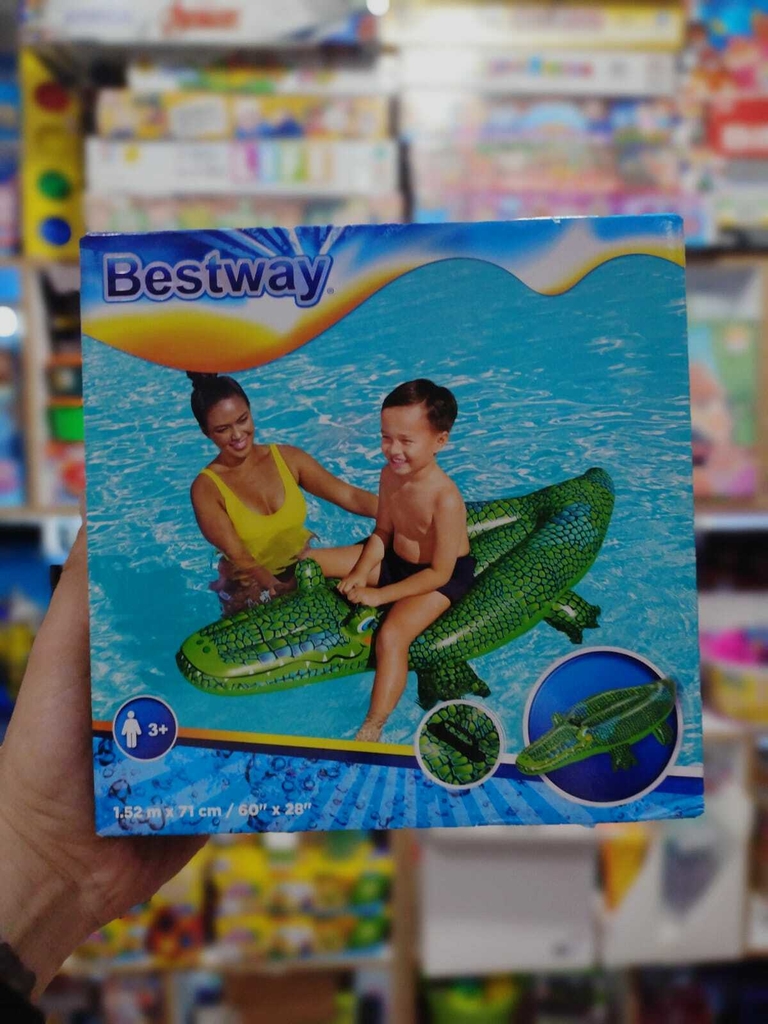 Bestway®
3+
1.52 m x 71 cm / 60" x 28"